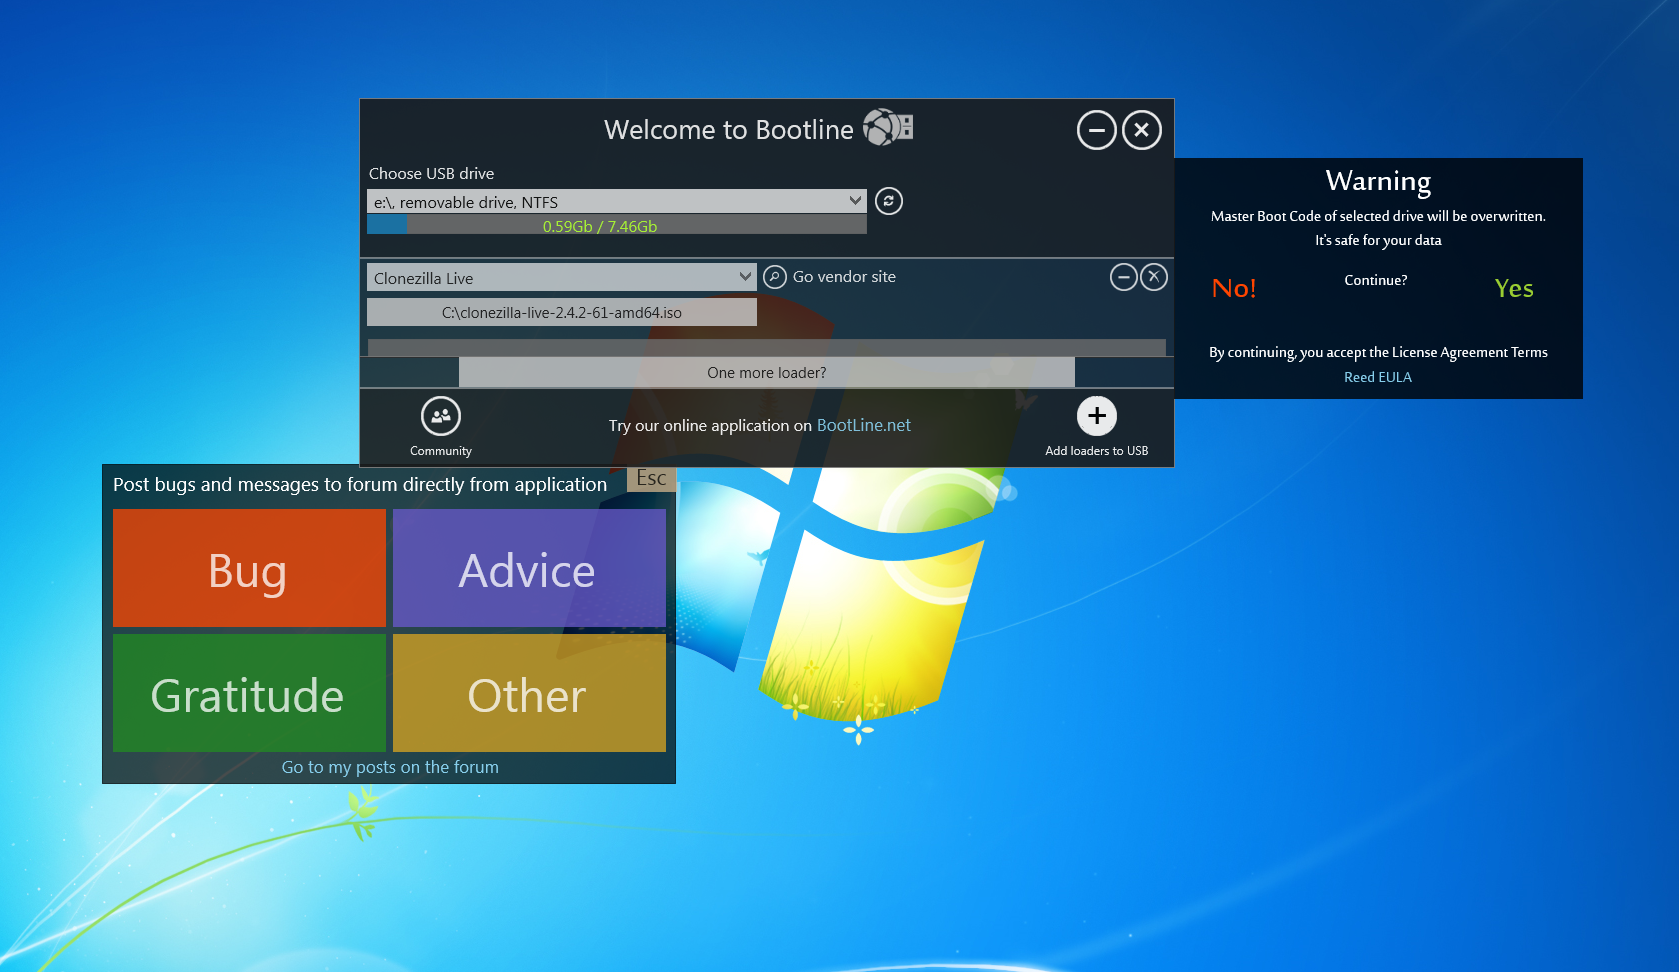 Welcome to Bootline
Choose USB drive
e:\, removable drive, NTFS
0.59Gb / 7.46Gb
Clonezilla Live
Go vendor site
C:\clonezilla-live-2.4.2-61-amd64.iso
One more loader?
Community
Try our online application on BootLine.net
Add loaders to USB
Warning
Master Boot Code of selected drive will be overwritten.
It's safe for your data
No!
Continue?
Yes
By continuing, you accept the License Agreement Terms
Reed EULA
Post bugs and messages to forum directly from application
Esc
Bug
Advice
Gratitude
Other
Go to my posts on the forum